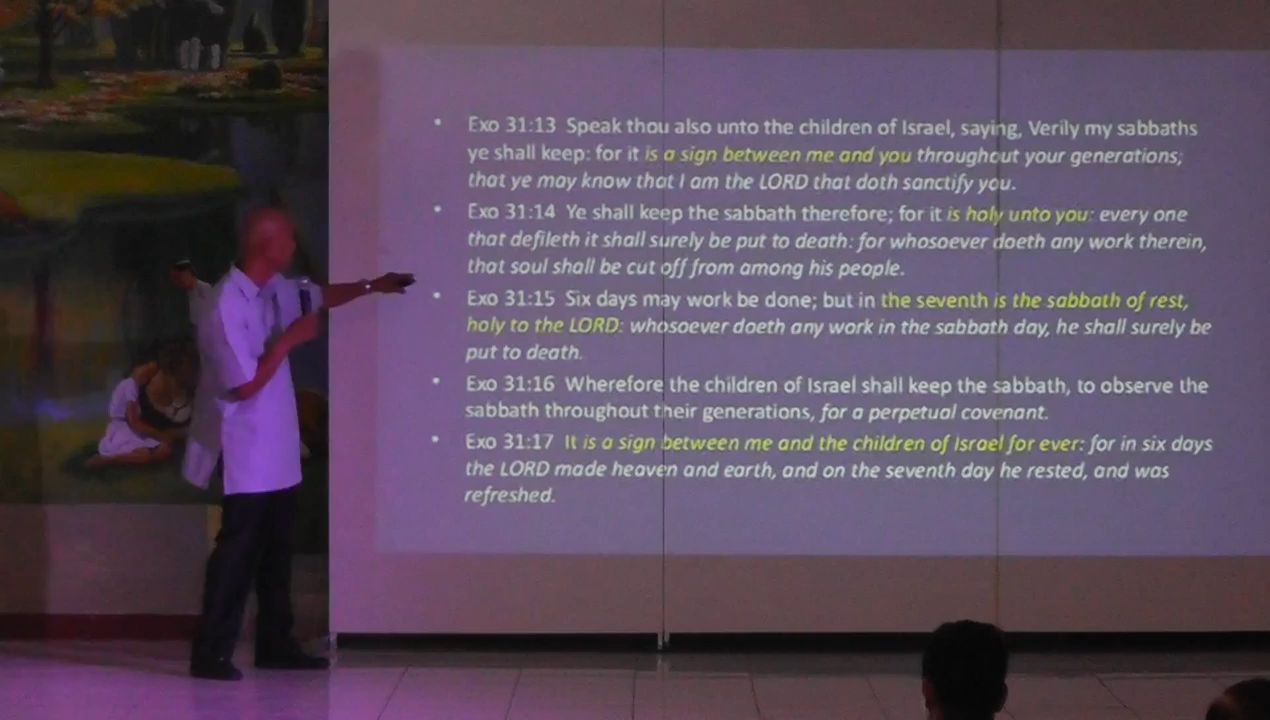 • Exo 31:13 Speak thou also unto the children of Israel, saying, Verily my sabbaths
ye shall keep: for it is a sign between me and you throughout your generations;
that ye may know that I am the LORD that doth sanctify you.
• Exo 31:14 Ye shall keep the sabbath therefore; for it is holy unto you: every one
that defileth it shall surely be put to death: for whosoever doeth any work therein,
that soul shall be cut off from among his people.
• Exo 31:15 Six days may work be done; but in the seventh is the sabbath of rest,
holy to the LORD: whosoever doeth any work in the sabbath day, he shall surely be
put to death.
• Exo 31:16 Wherefore the children of Israel shall keep the sabbath, to observe the
sabbath throughout their generations, for a perpetual covenant.
• Exo 31:17 It is a sign between me and the children of Israel for ever: for in six days
the LORD made heaven and earth, and on the seventh day he rested, and was
refreshed.